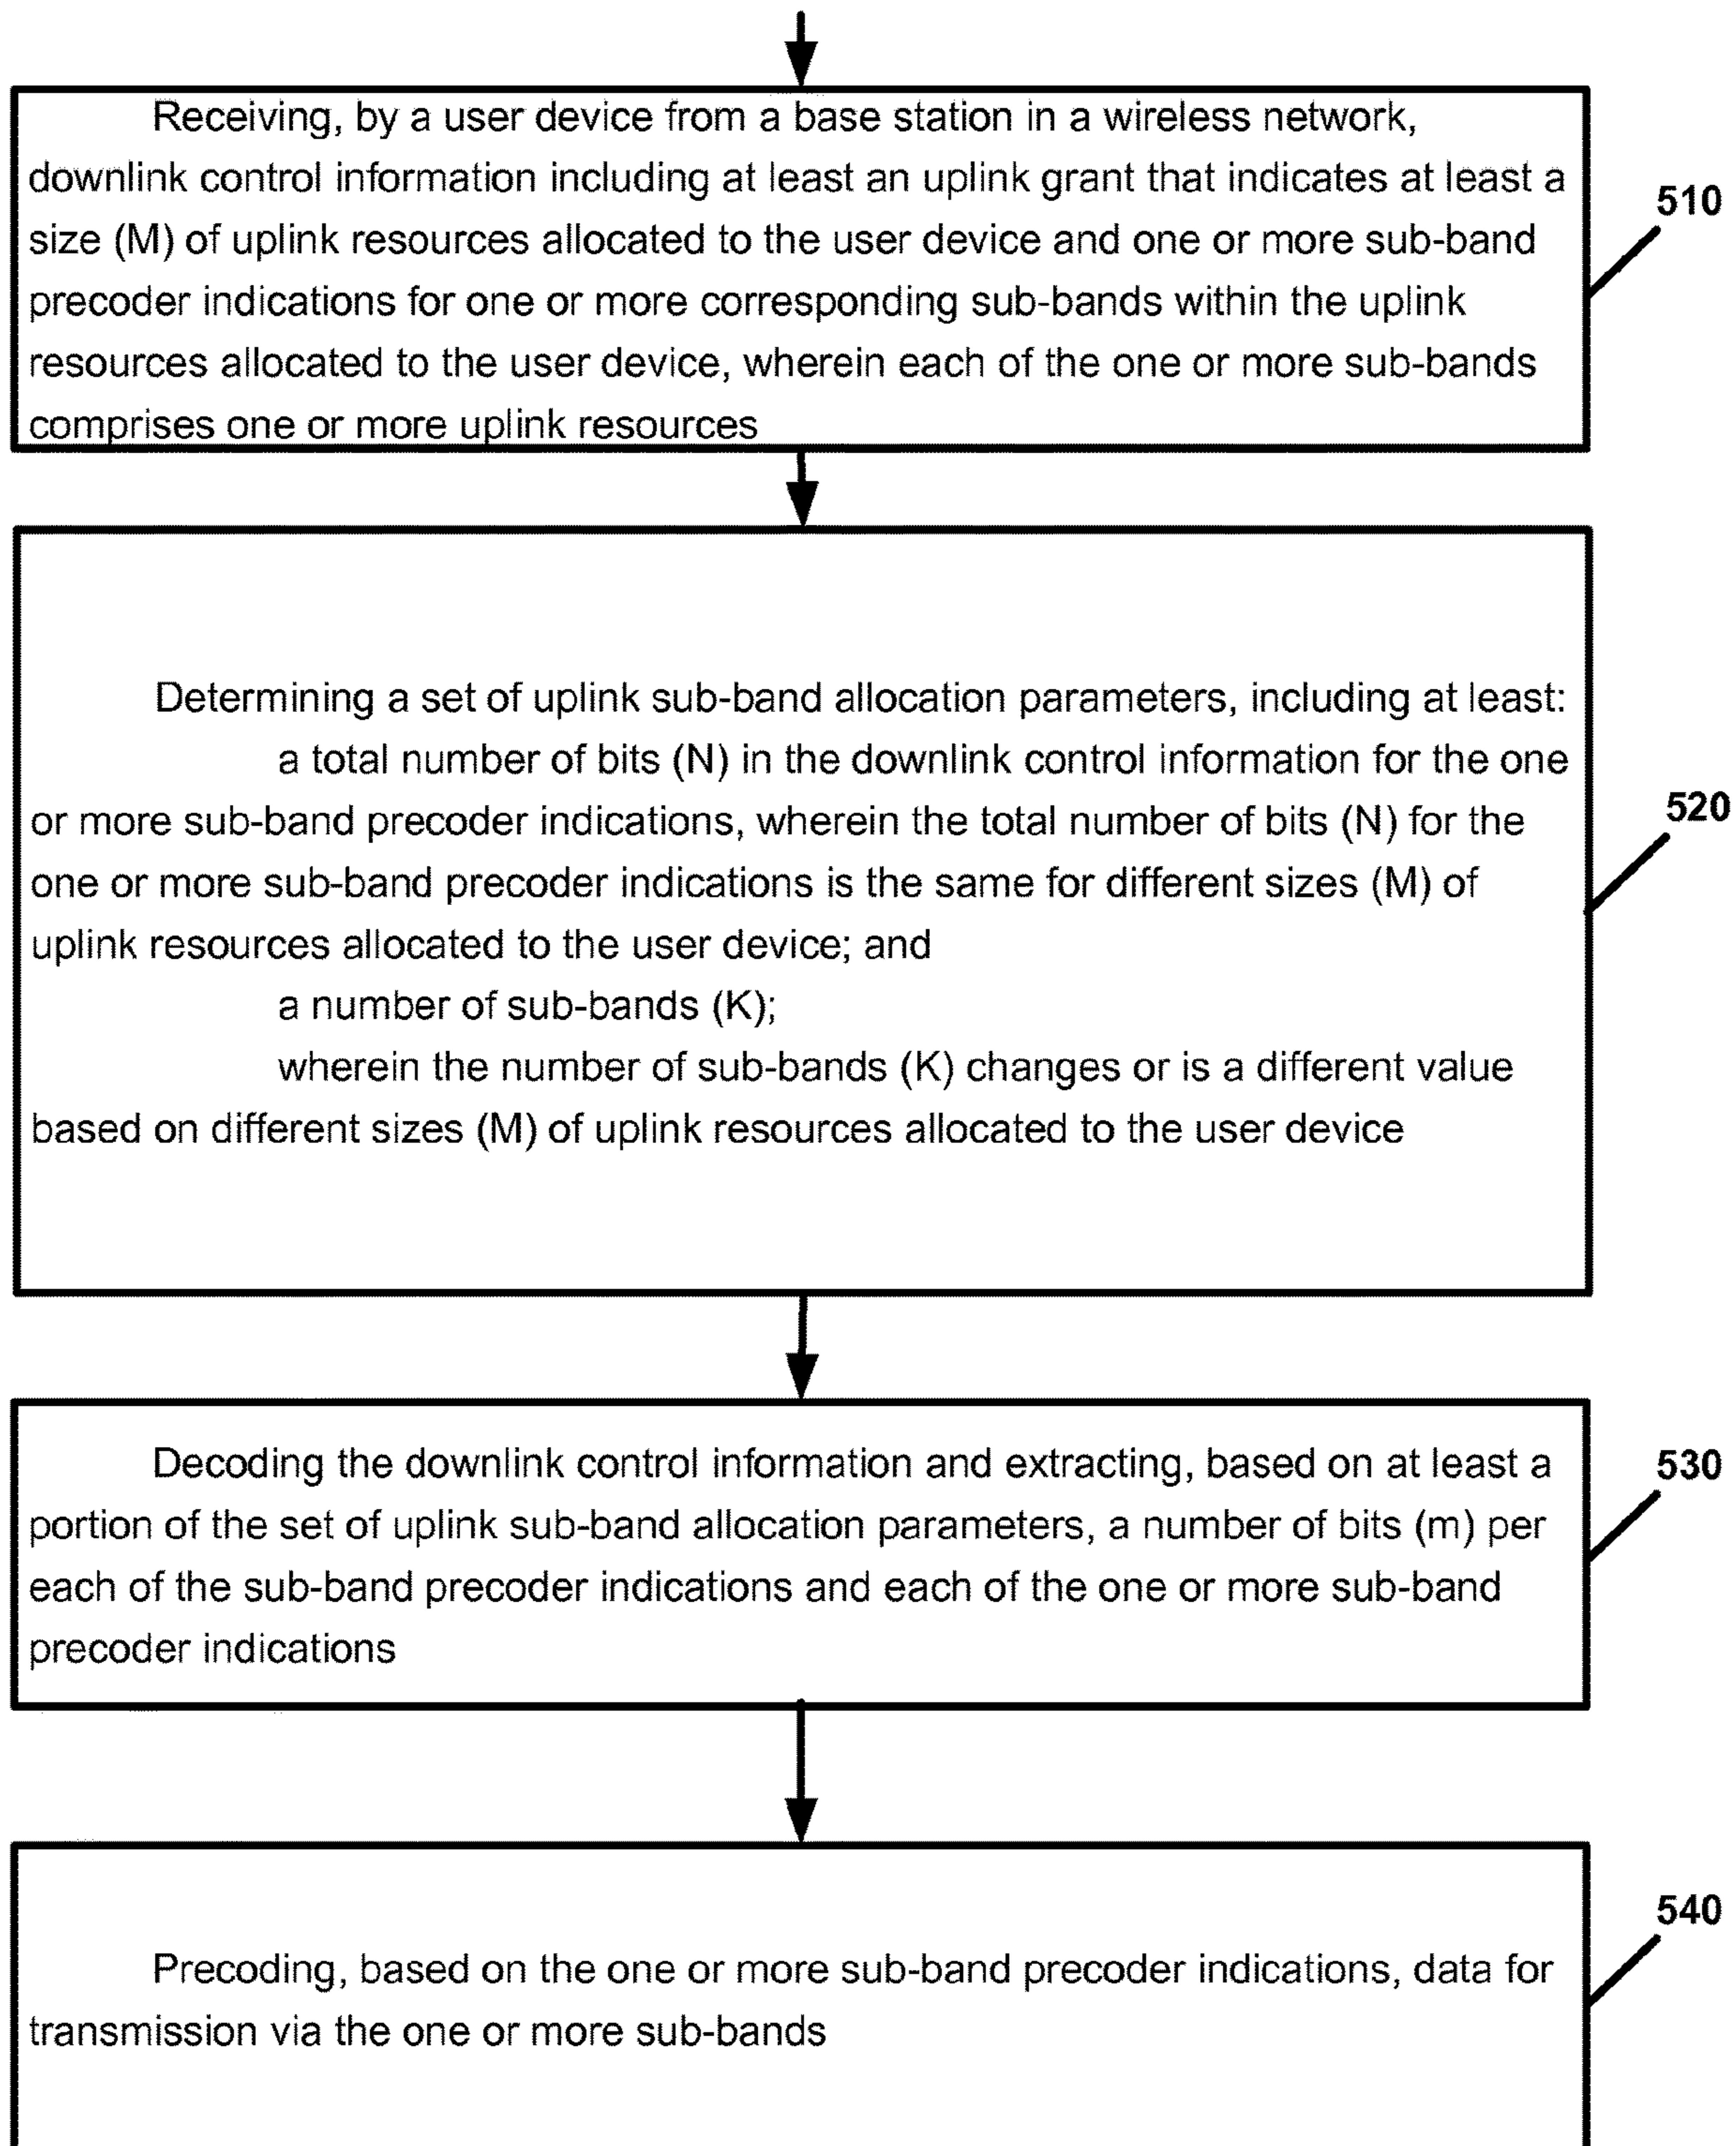 Receiving, by a user device from a base station in a wireless network,
downlink control information including at least an uplink grant that indicates at least a
size (M) of uplink resources allocated to the user device and one or more sub-band
precoder indications for one or more corresponding sub-bands within the uplink
resources allocated to the user device, wherein each of the one or more sub-bands
comprises one or more uplink resources
510
Determining a set of uplink sub-band allocation parameters, including at least:
a total number of bits (N) in the downlink control information for the one
or more sub-band precoder indications, wherein the total number of bits (N) for the
one or more sub-band precoder indications is the same for different sizes (M) of
uplink resources allocated to the user device; and
a number of sub-bands (K);
wherein the number of sub-bands (K) changes or is a different value
based on different sizes (M) of uplink resources allocated to the user device
520
Decoding the downlink control information and extracting, based on at least a
portion of the set of uplink sub-band allocation parameters, a number of bits (m) per
each of the sub-band precoder indications and each of the one or more sub-band
precoder indications
530
Precoding, based on the one or more sub-band precoder indications, data for
transmission via the one or more sub-bands
540